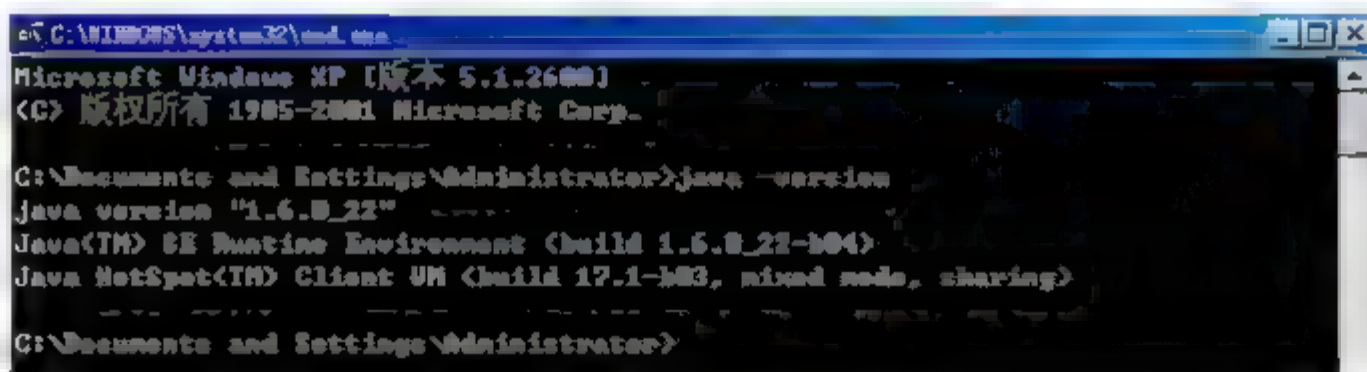 C:\WINDOWS\system32\cmd.exe
Microsoft Windows XP [版本 5.1.2600]
(C) 版权所有 1985-2001 Microsoft Corp.
C:\Documents and Settings\Administrator>java -version
java version "1.6.0_22"
Java(TM) SE Runtime Environment (build 1.6.0_22-b04)
Java HotSpot(TM) Client VM (build 17.1-b03, mixed mode, sharing)
C:\Documents and Settings\Administrator>